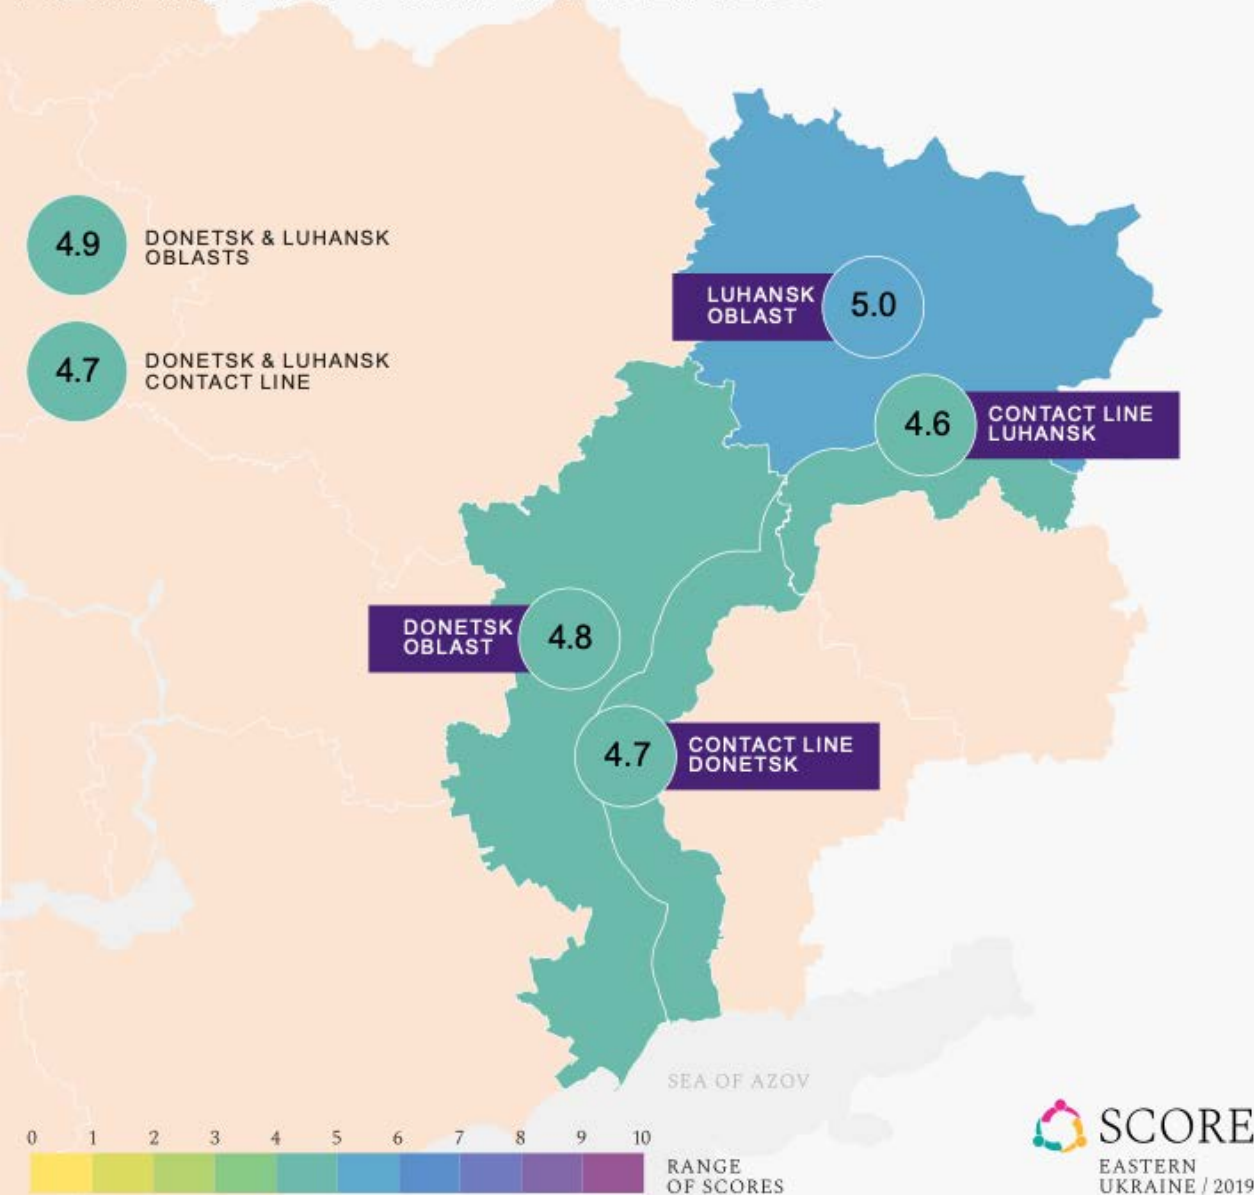 4.9
DONETSK & LUHANSK
OBLASTS
4.7
DONETSK & LUHANSK
CONTACT LINE
LUHANSK
OBLAST
5.0
4.6
CONTACT LINE
LUHANSK
DONETSK
OBLAST
4.8
4.7
CONTACT LINE
DONETSK
SEA OF AZOV
0 1 2 3 4 5 6 7 8 9 10
RANGE
OF SCORES
SCORE
EASTERN
UKRAINE / 2019